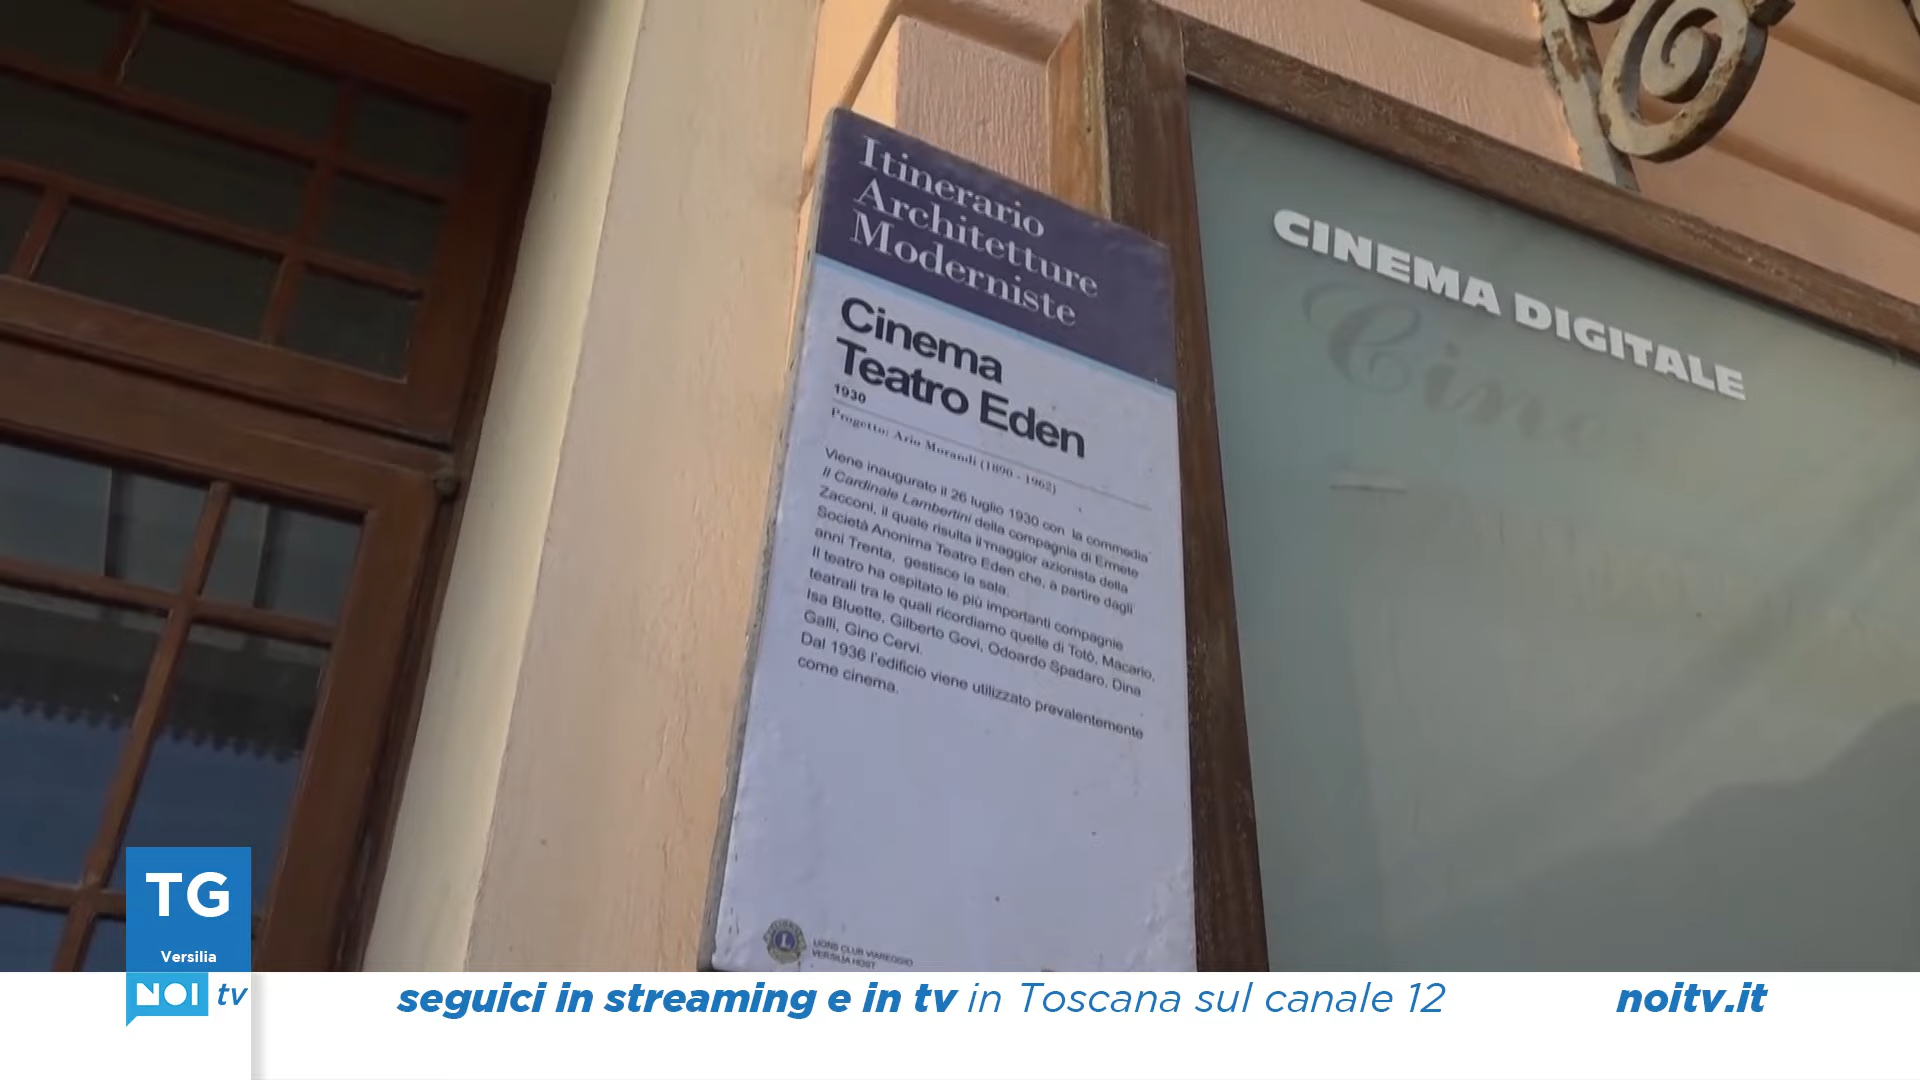 Itinerario
Architetture
Moderniste
Cinema
Teatro Eden
1930
Progetto: Ario Morandi (1890 - 1962)
Viene inaugurato il 26 luglio 1930 con la commedia
Il Cardinale Lambertini della compagnia di Ermete
Zacconi, il quale risulta il maggior azionista della
Società Anonima Teatro Eden che, a partire dagli
anni Trenta, gestisce la sala.
Il teatro ha ospitato le più importanti compagnie
teatrali tra le quali ricordiamo quelle di Totò, Macario,
Isa Bluette, Gilberto Govi, Odoardo Spadaro, Dina
Galli, Gino Cervi.
Dal 1936 l'edificio viene utilizzato prevalentemente
come cinema.
L
LIONS CLUB VIAREGGIO
VERSILIA HOST
CINEMA DIGITALE
TG
Versilia
NOI tv
seguici in streaming e in tv in Toscana sul canale 12
noitv.it